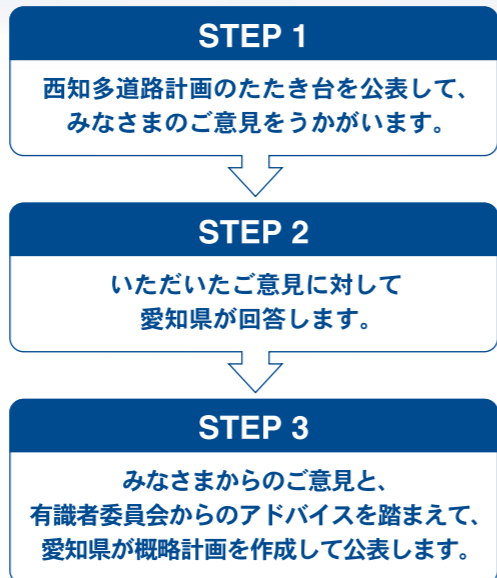 STEP 1
西知多道路計画のたたき台を公表して、
みなさまのご意見をうかがいます。
STEP 2
いただいたご意見に対して
愛知県が回答します。
STEP 3
みなさまからのご意見と、
有識者委員会からのアドバイスを踏まえて、
愛知県が概略計画を作成して公表します。